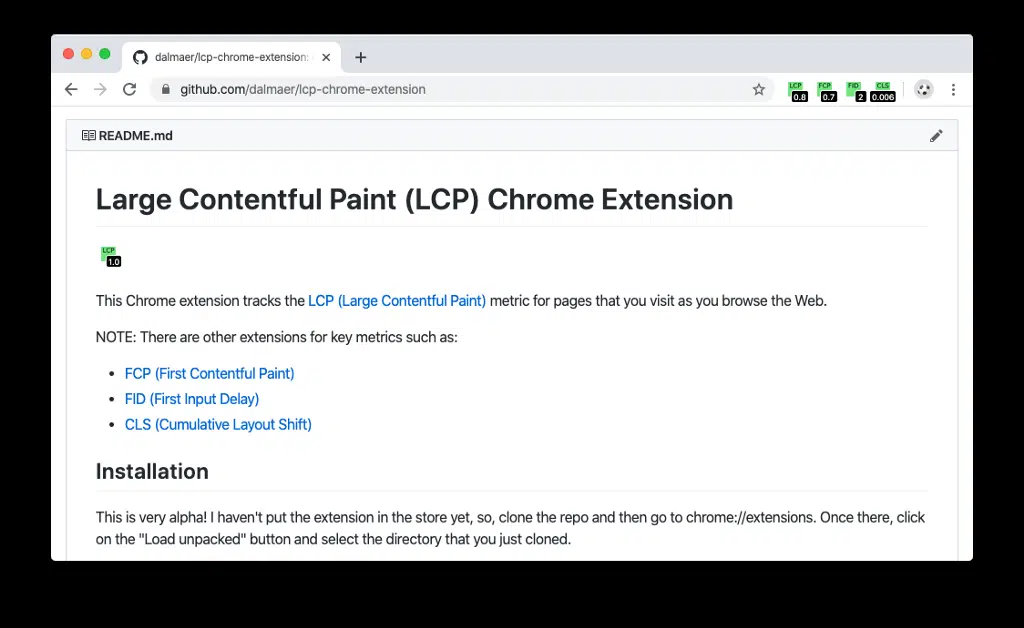 dalmaer/lcp-chrome-extension:
github.com/dalmaer/lcp-chrome-extension
LCP 0.8 FCP 0.7 FID 2 CLS 0.006
README.md
Large Contentful Paint (LCP) Chrome Extension
LCP 1.0
This Chrome extension tracks the LCP (Large Contentful Paint) metric for pages that you visit as you browse the Web.
NOTE: There are other extensions for key metrics such as:
• FCP (First Contentful Paint)
• FID (First Input Delay)
• CLS (Cumulative Layout Shift)
Installation
This is very alpha! I haven't put the extension in the store yet, so, clone the repo and then go to chrome://extensions. Once there, click
on the "Load unpacked" button and select the directory that you just cloned.